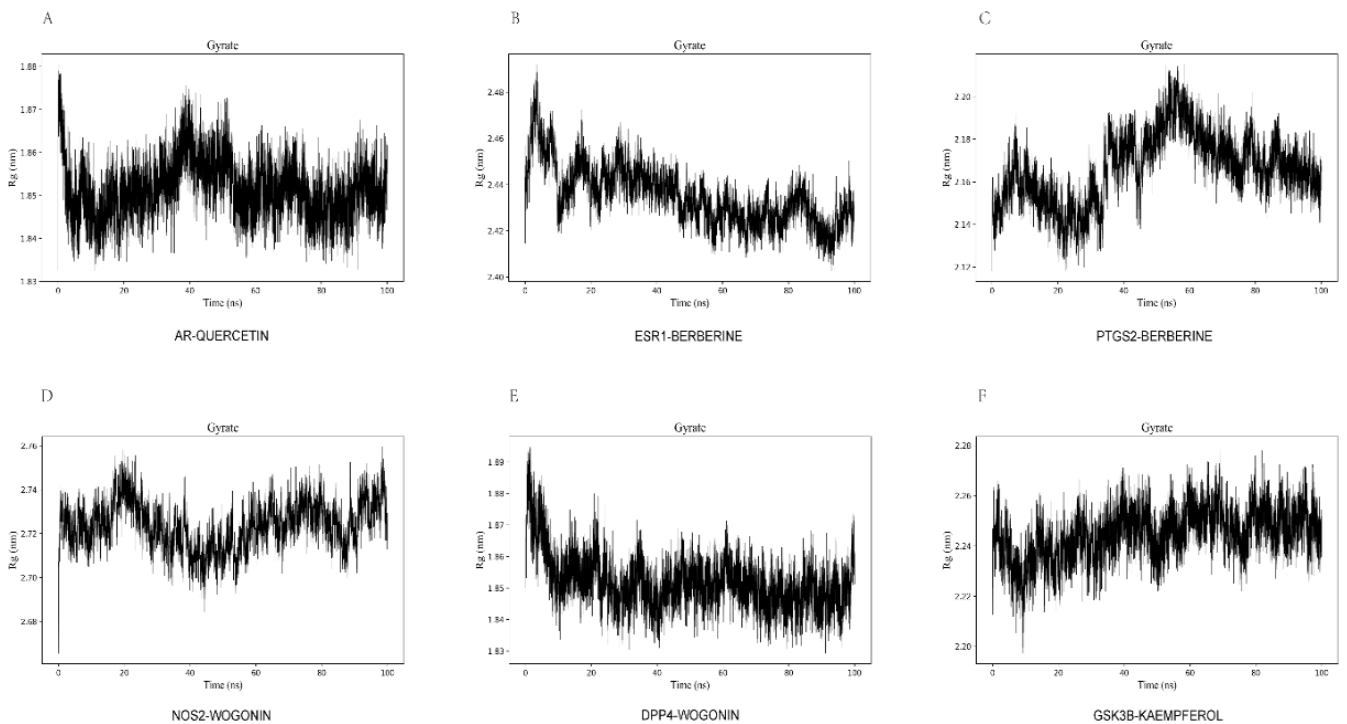 A
Gyrate
1.88
1.87
1.86
1.85
1.84
1.83
Rg (nm)
0 20 40 60 80 100
Time (ns)
AR-QUERCETIN
B
Gyrate
2.48
2.46
2.44
2.42
2.40
Rg (nm)
0 20 40 60 80 100
Time (ns)
ESR1-BERBERINE
C
Gyrate
2.20
2.18
2.16
2.14
2.12
Rg (nm)
0 20 40 60 80 100
Time (ns)
PTGS2-BERBERINE
D
Gyrate
2.76
2.74
2.72
2.70
2.68
Rg (nm)
0 20 40 60 80 100
Time (ns)
NOS2-WOGONIN
E
Gyrate
1.89
1.88
1.87
1.86
1.85
1.84
1.83
Rg (nm)
0 20 40 60 80 100
Time (ns)
DPP4-WOGONIN
F
Gyrate
2.28
2.26
2.24
2.22
2.20
Rg (nm)
0 20 40 60 80 100
Time (ns)
GSK3B-KAEMPFEROL